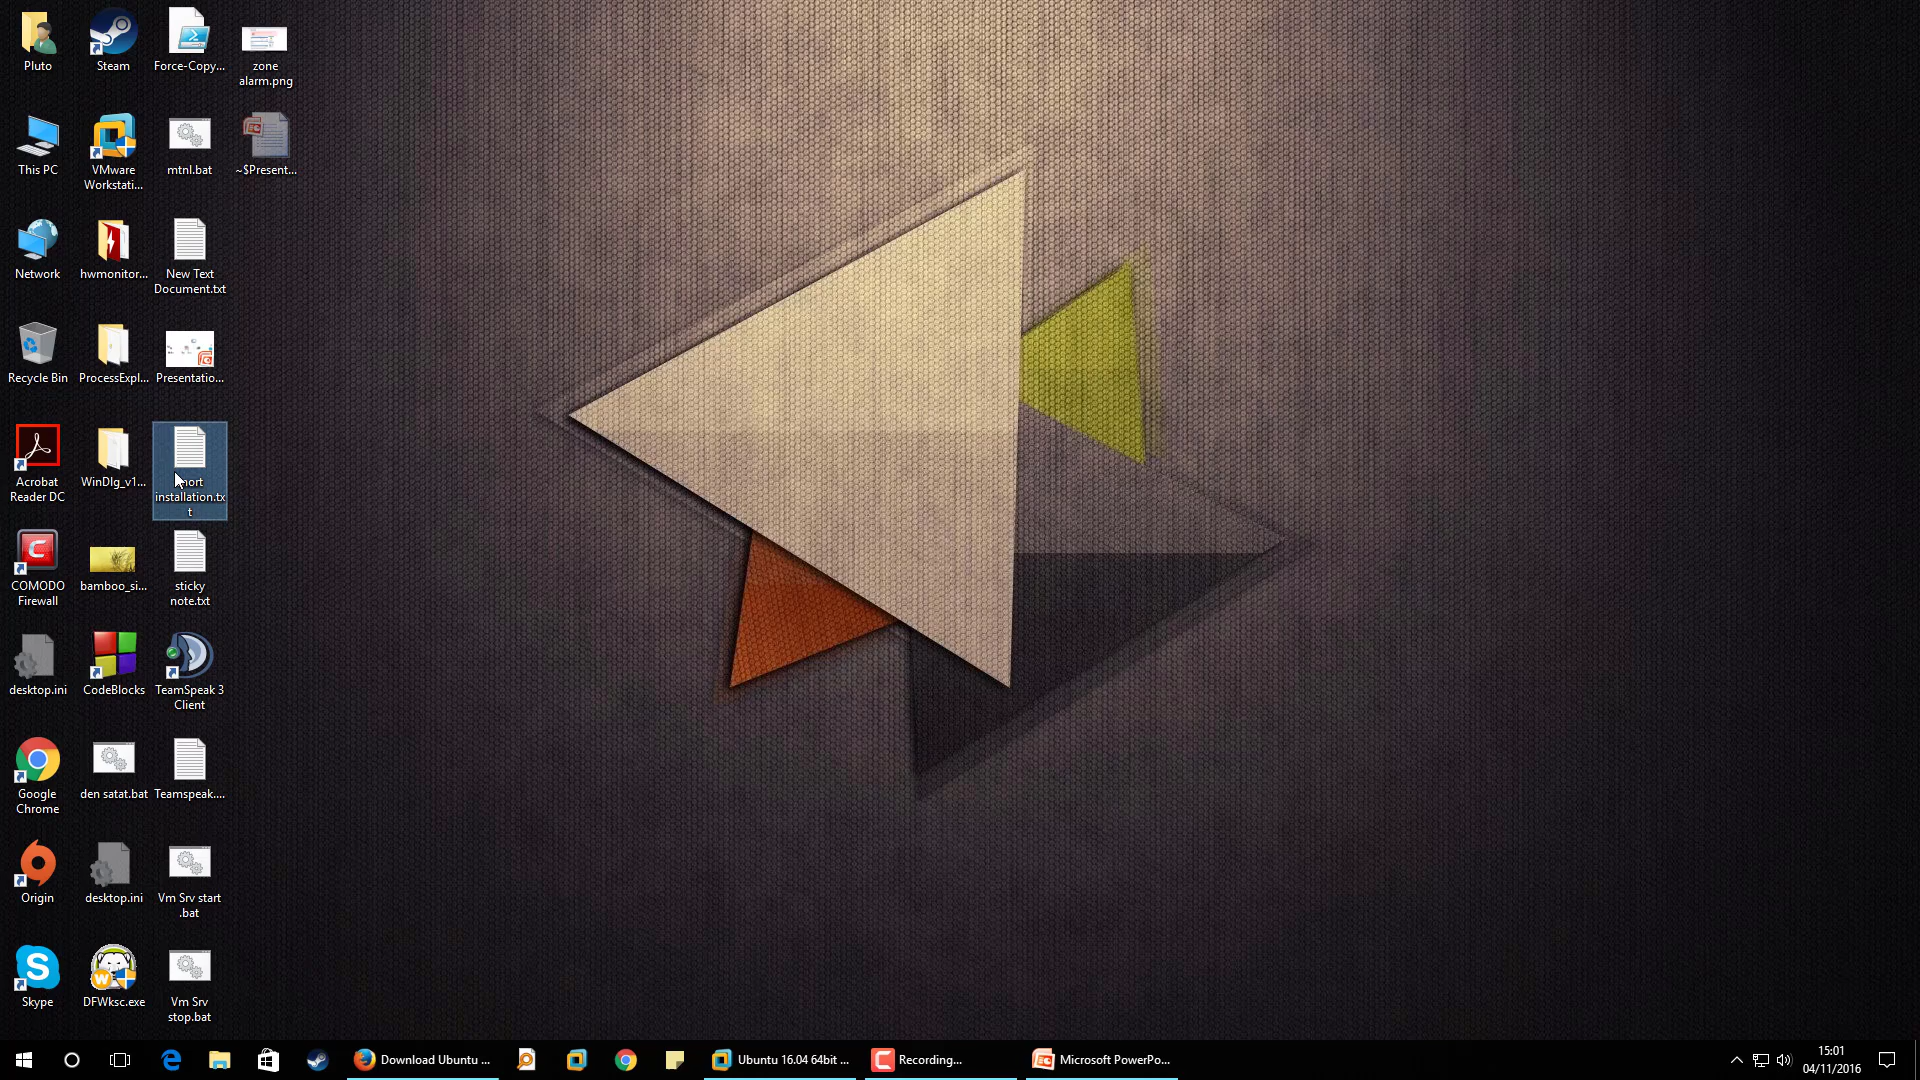 Pluto
Steam
Force-Copy...
zone
alarm.png
This PC
VMware
Workstati...
mtnl.bat
~$Present...
Network
hwmonitor...
New Text
Document.txt
Recycle Bin
ProcessExpl...
Presentatio...
Acrobat
Reader DC
WinDlg_v1...
installation.tx
t
COMODO
Firewall
bamboo_si...
sticky
note.txt
desktop.ini
CodeBlocks
TeamSpeak 3
Client
Google
Chrome
den satat.bat
Teamspeak....
Origin
desktop.ini
Vm Srv start
.bat
Skype
DFWksc.exe
Vm Srv
stop.bat
Download Ubuntu ...
Ubuntu 16.04 64bit ...
Recording...
Microsoft PowerPo...
15:01
04/11/2016